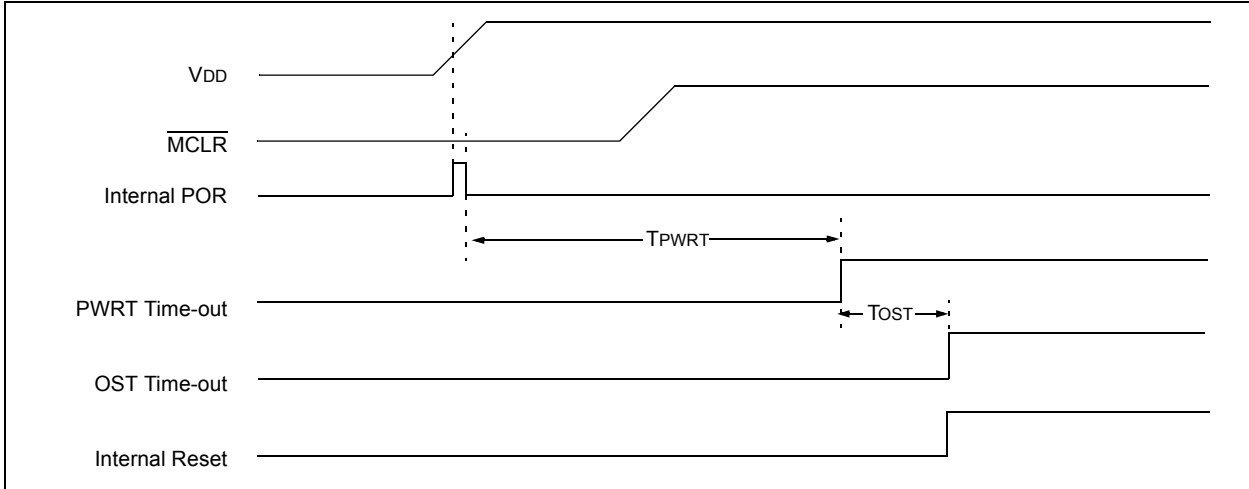 VDD
MCLR
Internal POR
TPWRT
PWRT Time-out
TOST
OST Time-out
Internal Reset